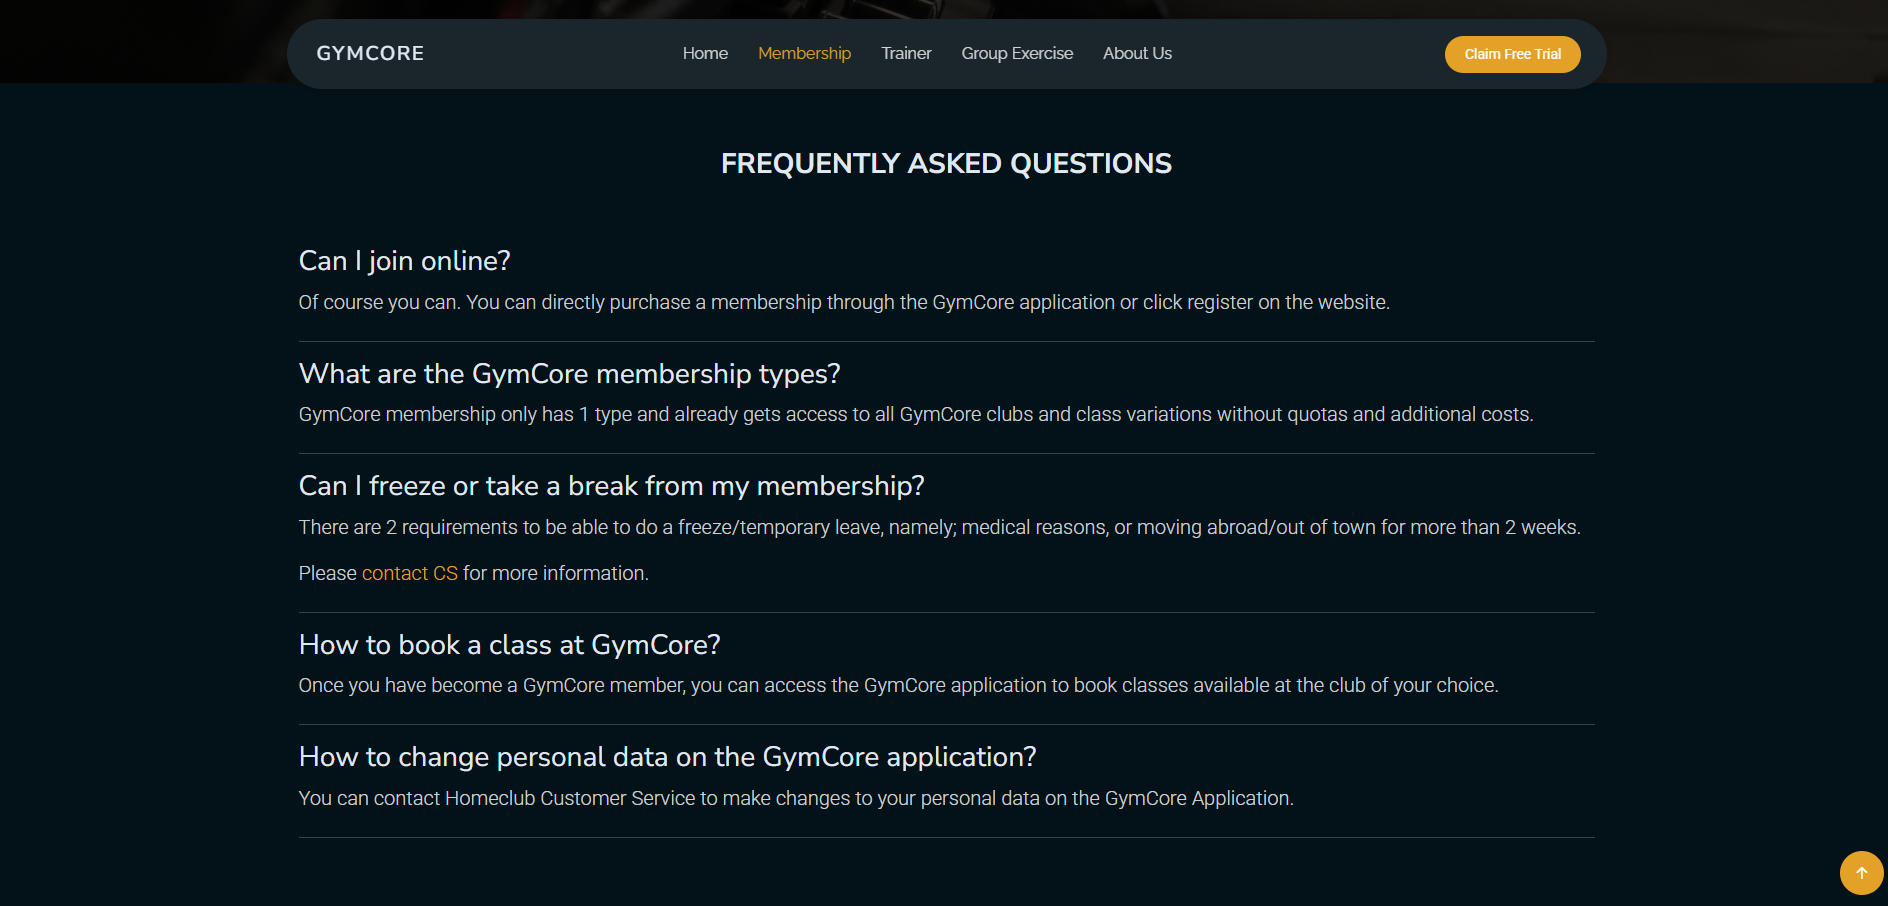 GYMCORE
Home
Membership
Trainer
Group Exercise
About Us
Claim Free Trial
FREQUENTLY ASKED QUESTIONS
Can I join online?
Of course you can. You can directly purchase a membership through the GymCore application or click register on the website.
What are the GymCore membership types?
GymCore membership only has 1 type and already gets access to all GymCore clubs and class variations without quotas and additional costs.
Can I freeze or take a break from my membership?
There are 2 requirements to be able to do a freeze/temporary leave, namely; medical reasons, or moving abroad/out of town for more than 2 weeks.
Please contact CS for more information.
How to book a class at GymCore?
Once you have become a GymCore member, you can access the GymCore application to book classes available at the club of your choice.
How to change personal data on the GymCore application?
You can contact Homeclub Customer Service to make changes to your personal data on the GymCore Application.